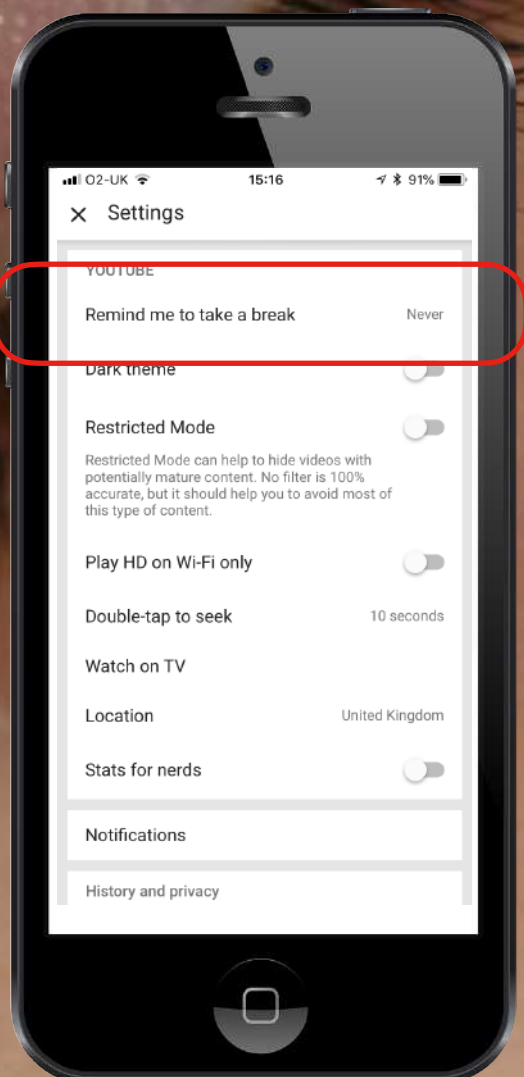 O2-UK 15:16 91%
× Settings
YOUTUBE
Remind me to take a break Never
Dark theme
Restricted Mode
Restricted Mode can help to hide videos with
potentially mature content. No filter is 100%
accurate, but it should help you to avoid most of
this type of content.
Play HD on Wi-Fi only
Double-tap to seek 10 seconds
Watch on TV
Location United Kingdom
Stats for nerds
Notifications
History and privacy